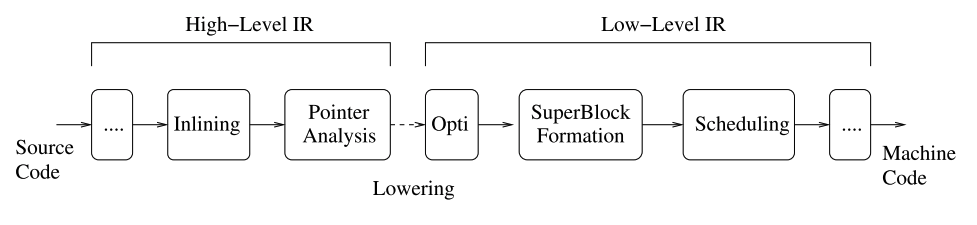 High−Level IR
Low−Level IR
....
Inlining
Pointer
Analysis
Opti
SuperBlock
Formation
Scheduling
....
Source
Code
Lowering
Machine
Code